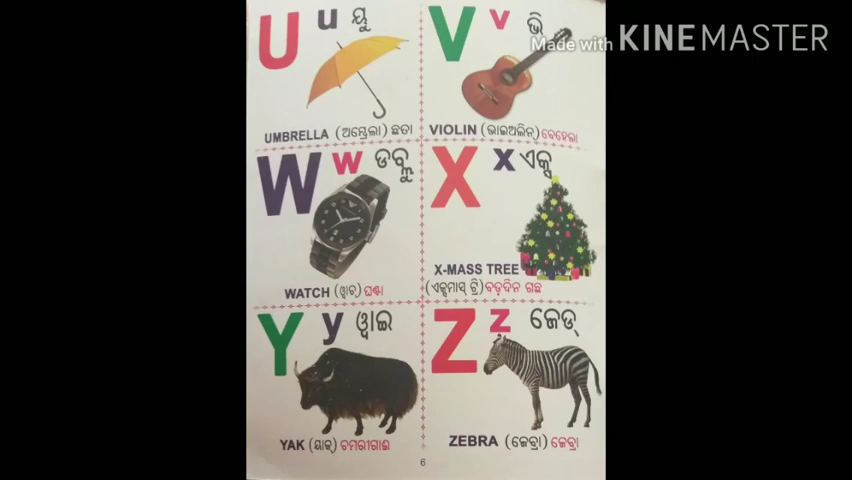 U u ୟୁ
UMBRELLA (ଅମ୍ବ୍ରେଲା) ଛତା
V v ଭି
Made with KINEMASTER
VIOLIN (ଭାଇଅଲିନ୍) ବେହେଲା
W w ଡବ୍ଲୁ
WATCH (ୱାଚ୍) ଘଣ୍ଟା
X x ଏକ୍ସ
X-MASS TREE
(ଏକ୍ସମାସ୍ ଟ୍ରି) ବଡ଼ଦିନ ଗଛ
Y y ୱାଇ
YAK (ୟାକ୍) ଚମରୀଗାଈ
Z z ଜେଡ୍
ZEBRA (ଜେବ୍ରା) ଜେବ୍ରା
6